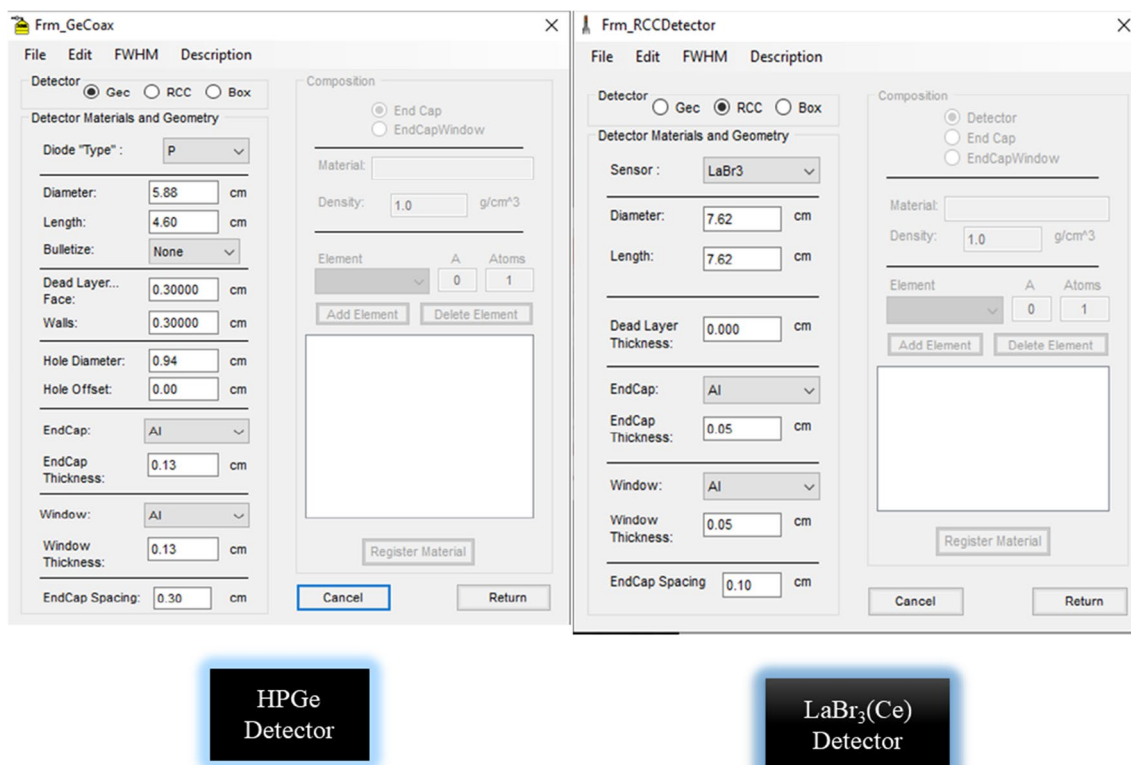 Frm_GeCoax
File Edit FWHM Description
Detector
Gec RCC Box
Detector Materials and Geometry
Diode "Type" : P
Diameter: 5.88 cm
Length: 4.60 cm
Bulletize: None
Dead Layer...
Face: 0.30000 cm
Walls: 0.30000 cm
Hole Diameter: 0.94 cm
Hole Offset: 0.00 cm
EndCap: Al
EndCap
Thickness: 0.13 cm
Window: Al
Window
Thickness: 0.13 cm
EndCap Spacing: 0.30 cm
Composition
End Cap
EndCapWindow
Material:
Density: 1.0 g/cm^3
Element A Atoms
0 1
Add Element Delete Element
Register Material
Cancel Return
Frm_RCCDetector
File Edit FWHM Description
Detector
Gec RCC Box
Detector Materials and Geometry
Sensor : LaBr3
Diameter: 7.62 cm
Length: 7.62 cm
Dead Layer
Thickness: 0.000 cm
EndCap: Al
EndCap
Thickness: 0.05 cm
Window: Al
Window
Thickness: 0.05 cm
EndCap Spacing 0.10 cm
Composition
Detector
End Cap
EndCapWindow
Material:
Density: 1.0 g/cm^3
Element A Atoms
0 1
Add Element Delete Element
Register Material
Cancel Return
HPGe
Detector
LaBr₃(Ce)
Detector